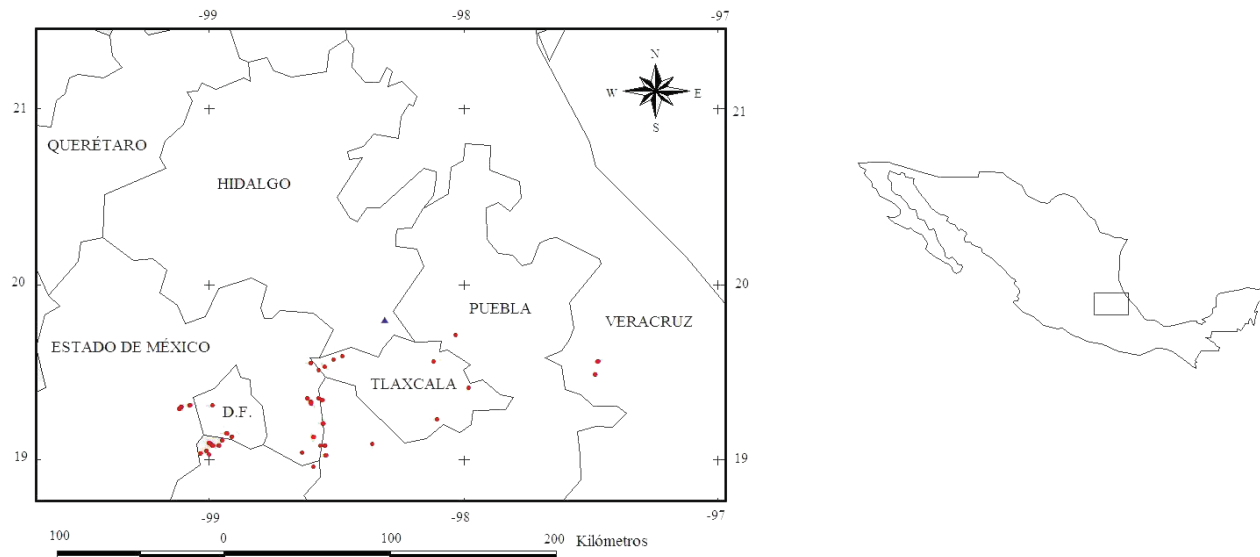 -99
-98
-97
N
W
E
S
21
21
QUERÉTARO
HIDALGO
20
20
PUEBLA
VERACRUZ
ESTADO DE MÉXICO
TLAXCALA
D.F.
19
19
-99
-98
-97
100
0
100
200
Kilómetros